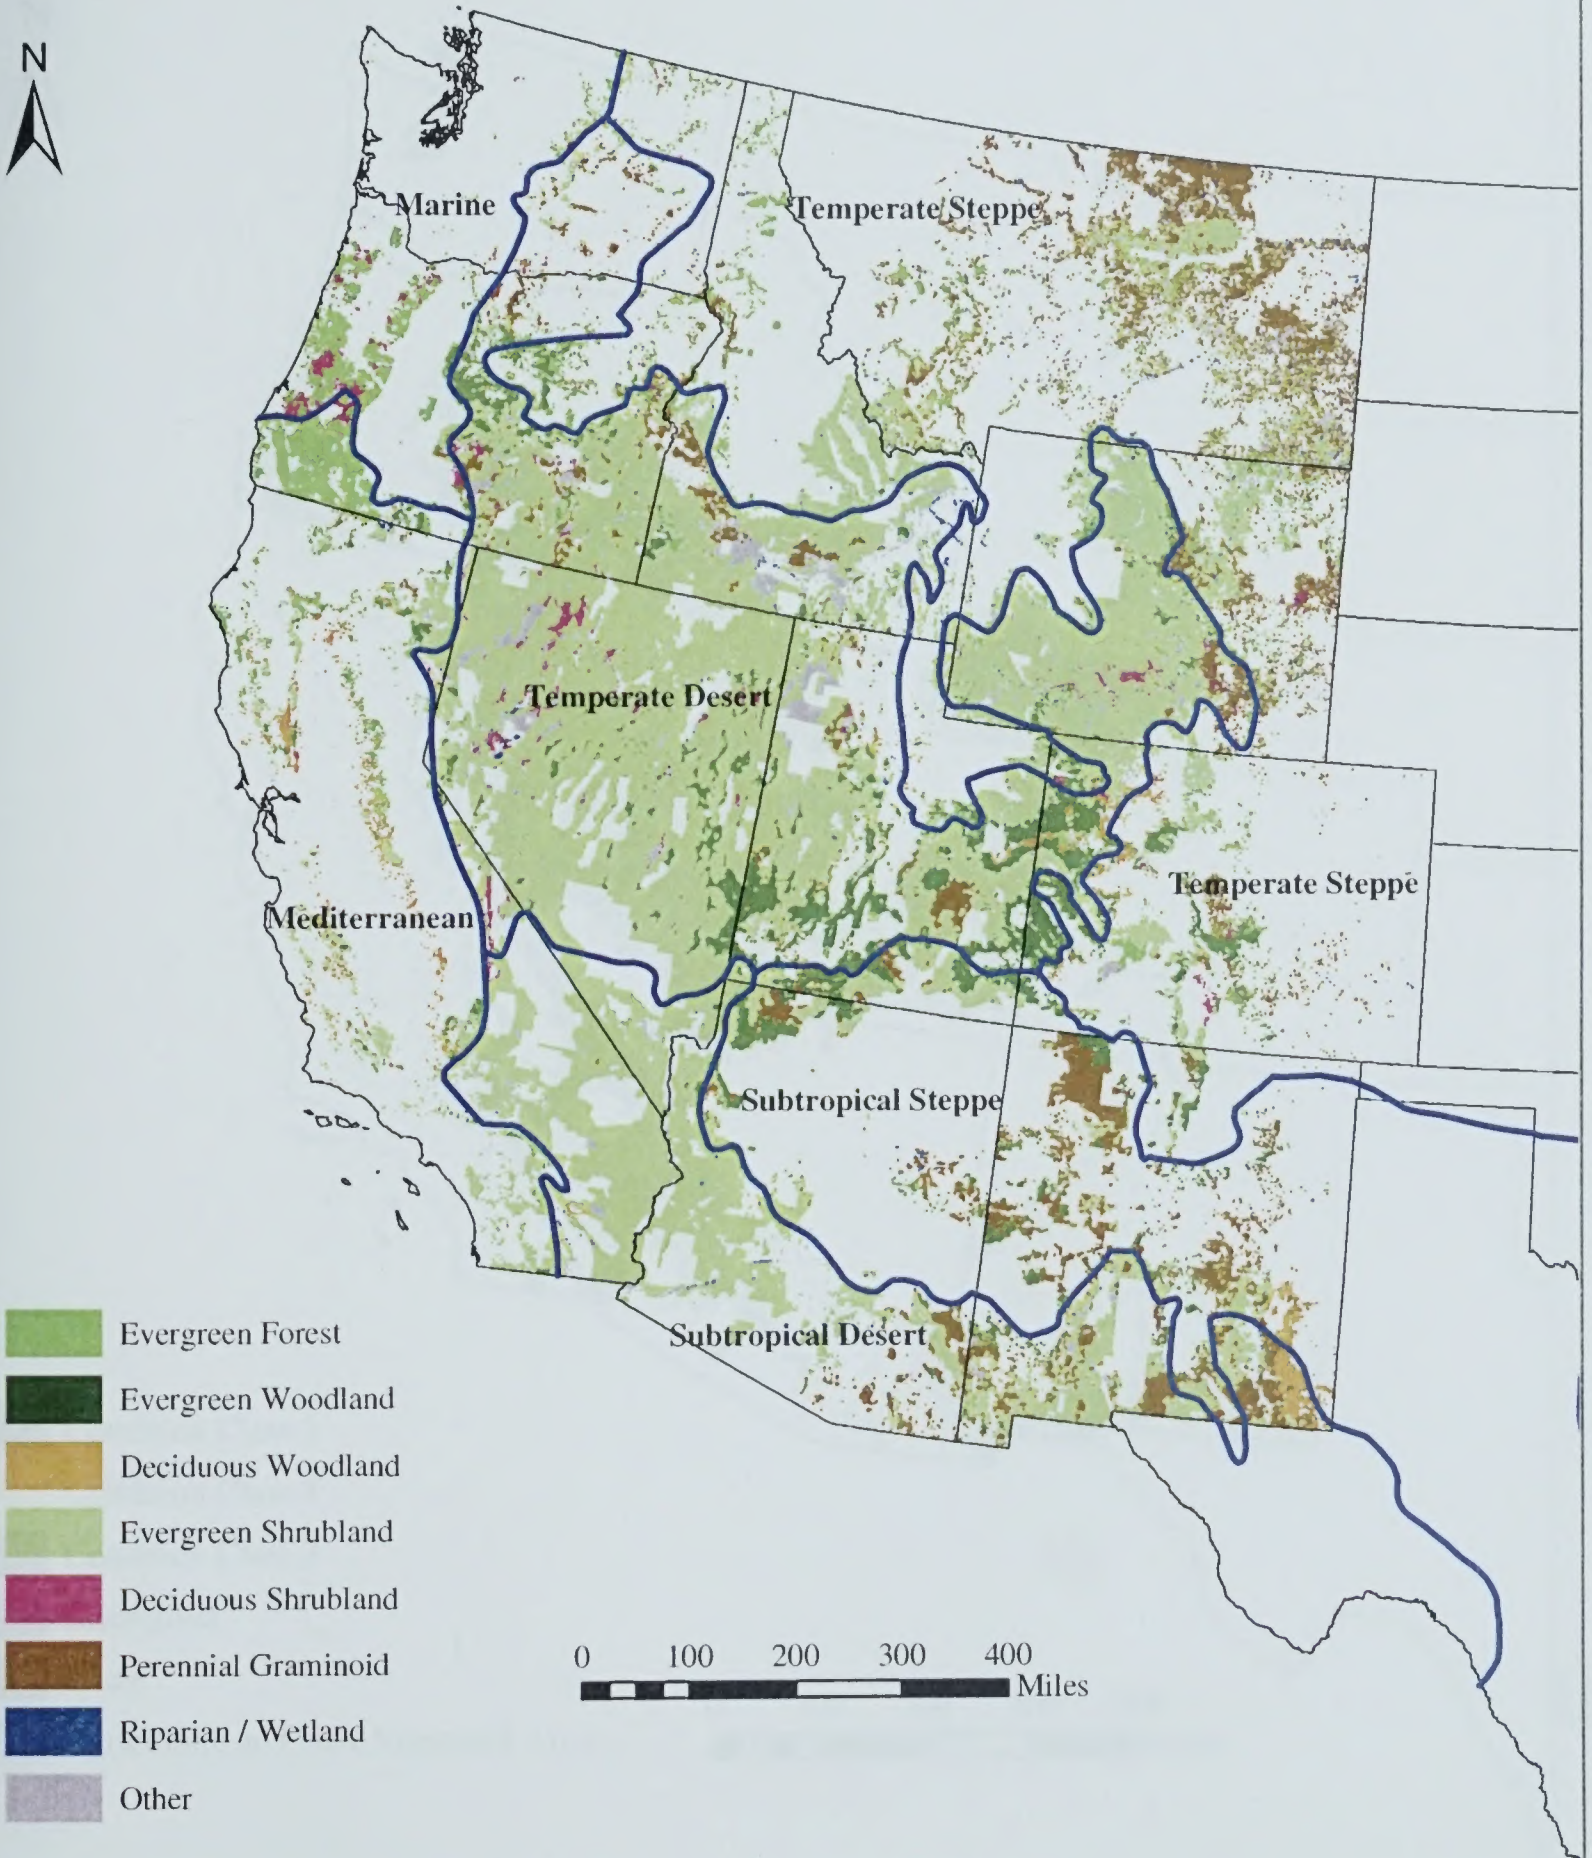 N
Marine
Temperate Steppe
Temperate Desert
Temperate Steppe
Mediterranean
Subtropical Steppe
Subtropical Desert
Evergreen Forest
Evergreen Woodland
Deciduous Woodland
Evergreen Shrubland
Deciduous Shrubland
Perennial Graminoid
Riparian / Wetland
Other
0 100 200 300 400
Miles